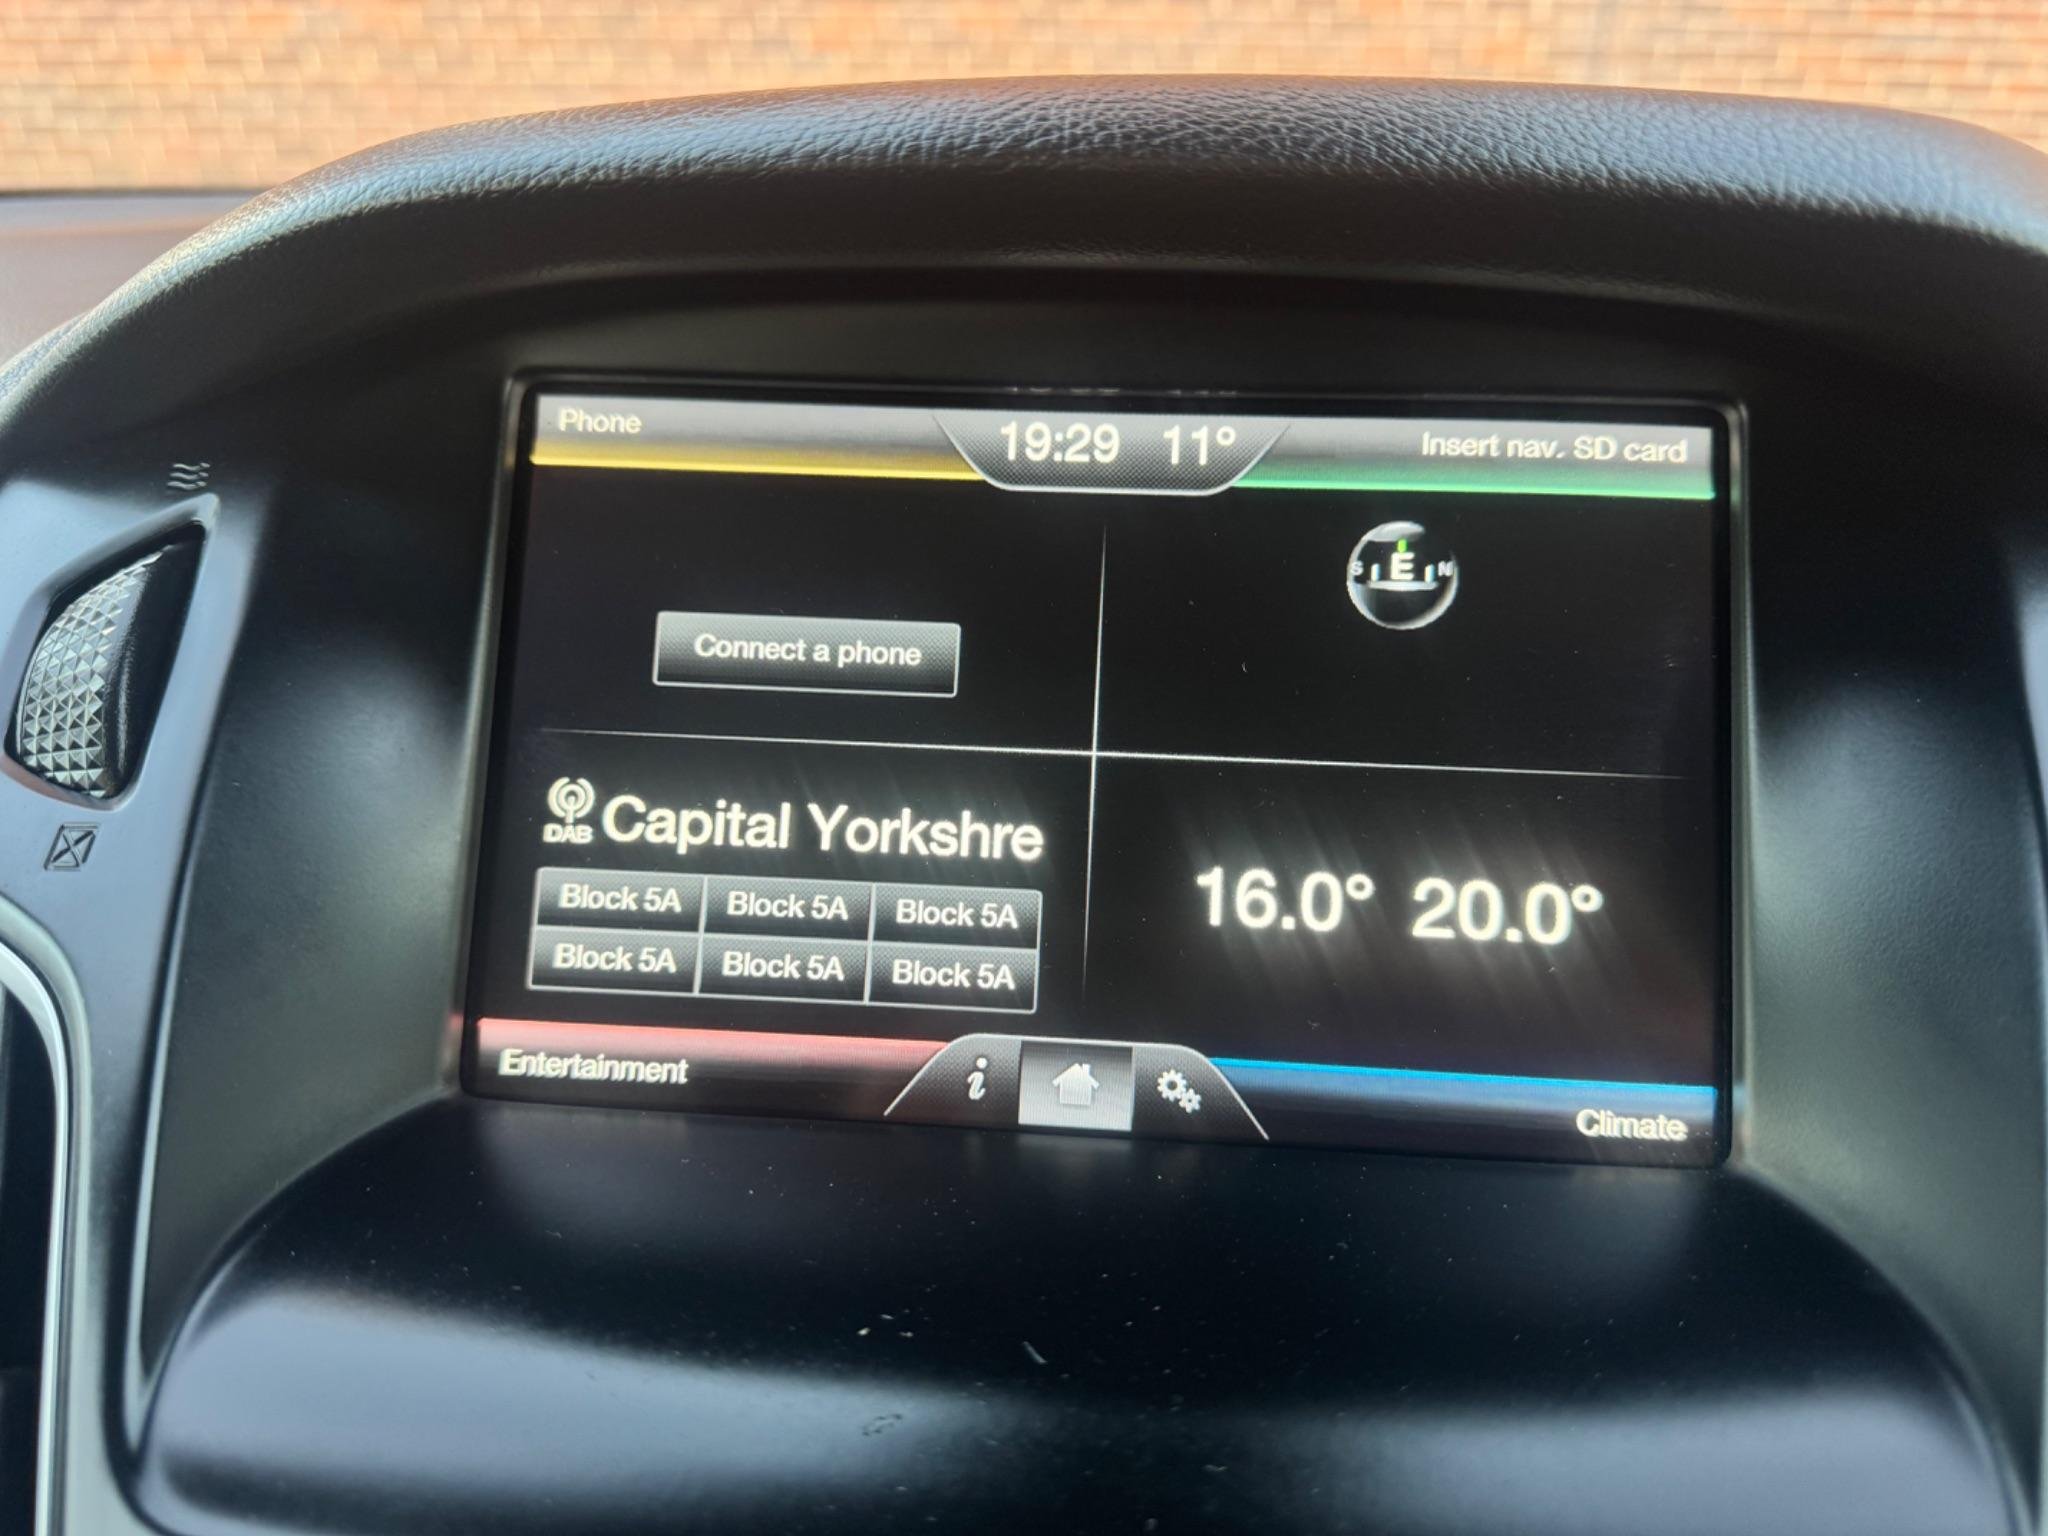 Phone
19:29 11°
Insert nav. SD card
S E N
Connect a phone
DAB
Capital Yorkshre
Block 5A Block 5A Block 5A
Block 5A Block 5A Block 5A
16.0° 20.0°
Entertainment
i
Climate